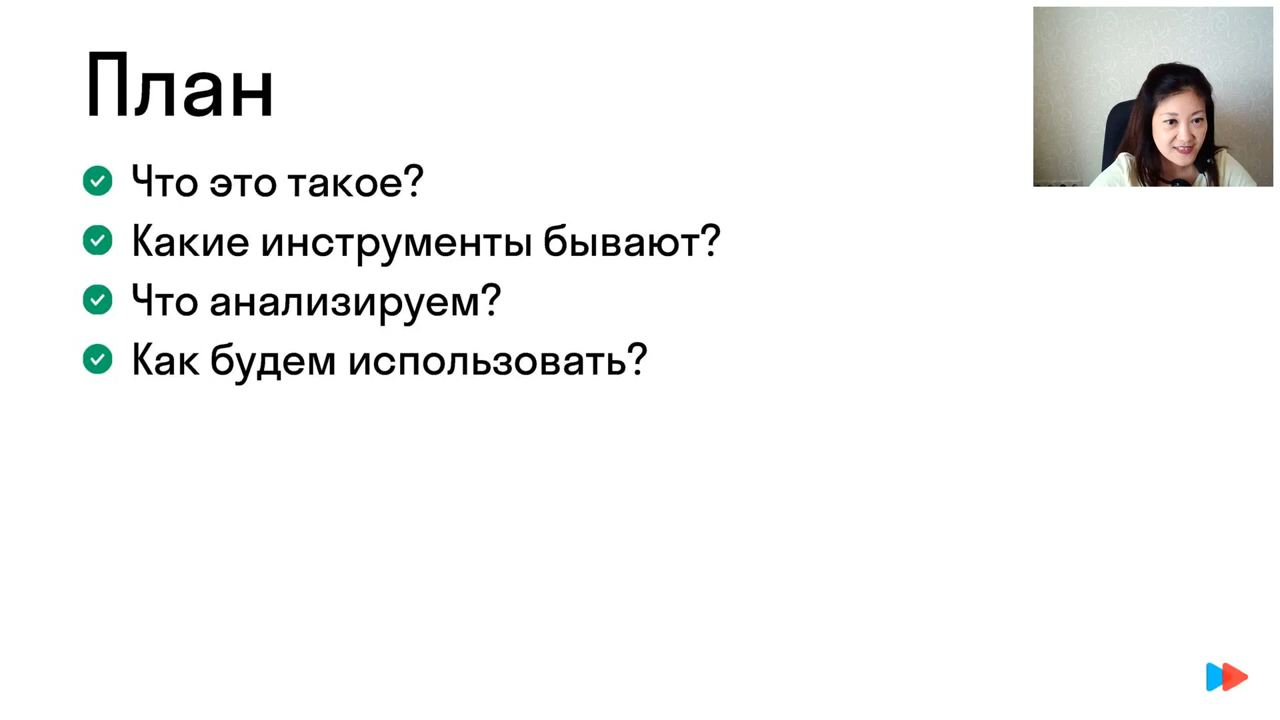 План
Что это такое?
Какие инструменты бывают?
Что анализируем?
Как будем использовать?